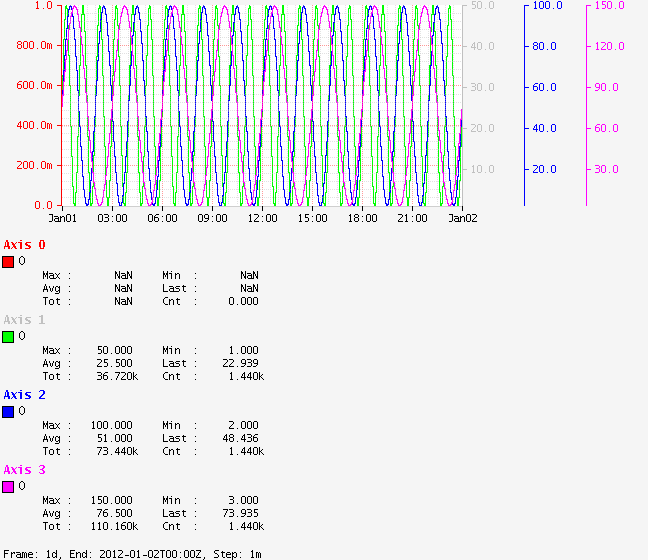 1.0 50.0 100.0 150.0
800.0m 40.0 80.0 120.0
600.0m 30.0 60.0 90.0
400.0m 20.0 40.0 60.0
200.0m 10.0 20.0 30.0
0.0
Jan01 03:00 06:00 09:00 12:00 15:00 18:00 21:00 Jan02
Axis 0
0
Max : NaN Min : NaN
Avg : NaN Last : NaN
Tot : NaN Cnt : 0.000
Axis 1
0
Max : 50.000 Min : 1.000
Avg : 25.500 Last : 22.939
Tot : 36.720k Cnt : 1.440k
Axis 2
0
Max : 100.000 Min : 2.000
Avg : 51.000 Last : 48.436
Tot : 73.440k Cnt : 1.440k
Axis 3
0
Max : 150.000 Min : 3.000
Avg : 76.500 Last : 73.935
Tot : 110.160k Cnt : 1.440k
Frame: 1d, End: 2012-01-02T00:00Z, Step: 1m